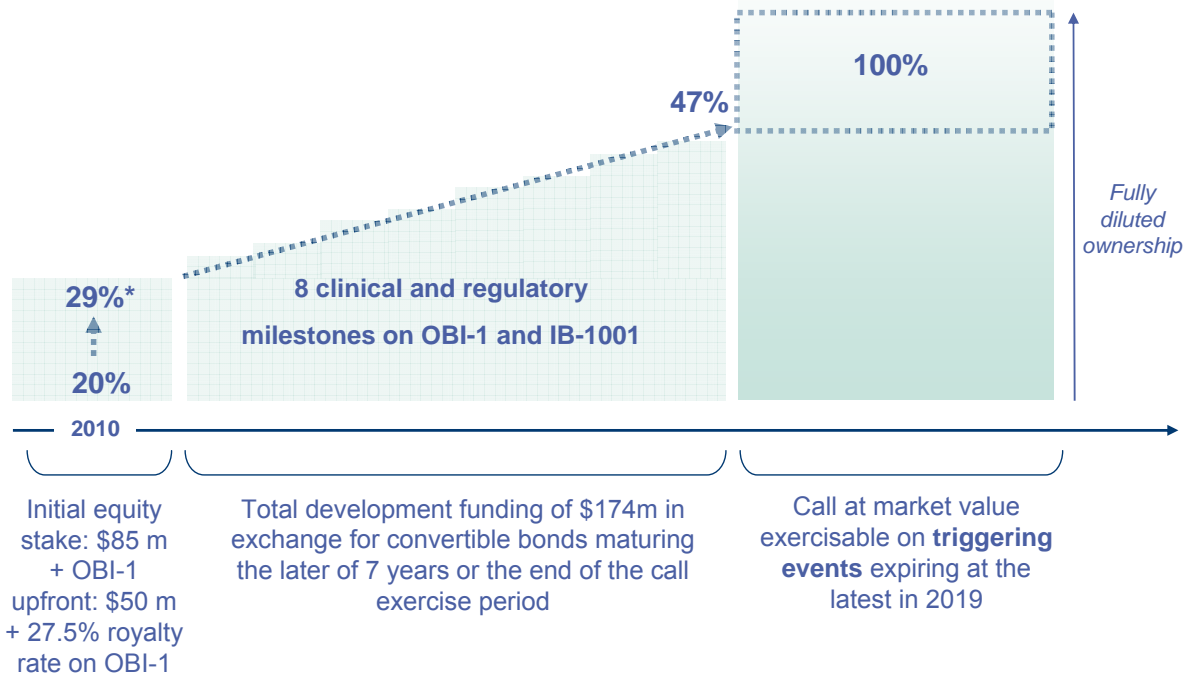 100%
47%
Fully
diluted
ownership
29%*
20%
8 clinical and regulatory
milestones on OBI-1 and IB-1001
2010
Initial equity
stake: $85 m
+ OBI-1
upfront: $50 m
+ 27.5% royalty
rate on OBI-1
Total development funding of $174m in
exchange for convertible bonds maturing
the later of 7 years or the end of the call
exercise period
Call at market value
exercisable on triggering
events expiring at the
latest in 2019